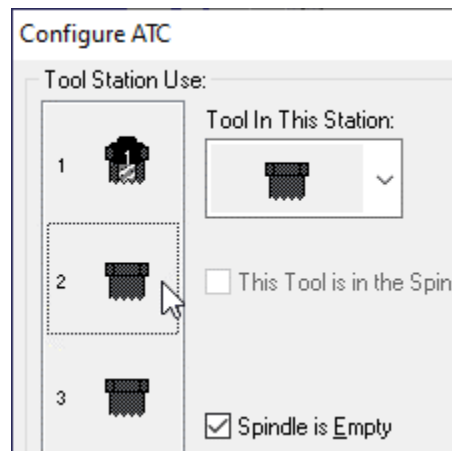 Configure ATC
Tool Station Use:
Tool In This Station:
1
1
2
This Tool is in the Spin
3
Spindle is Empty